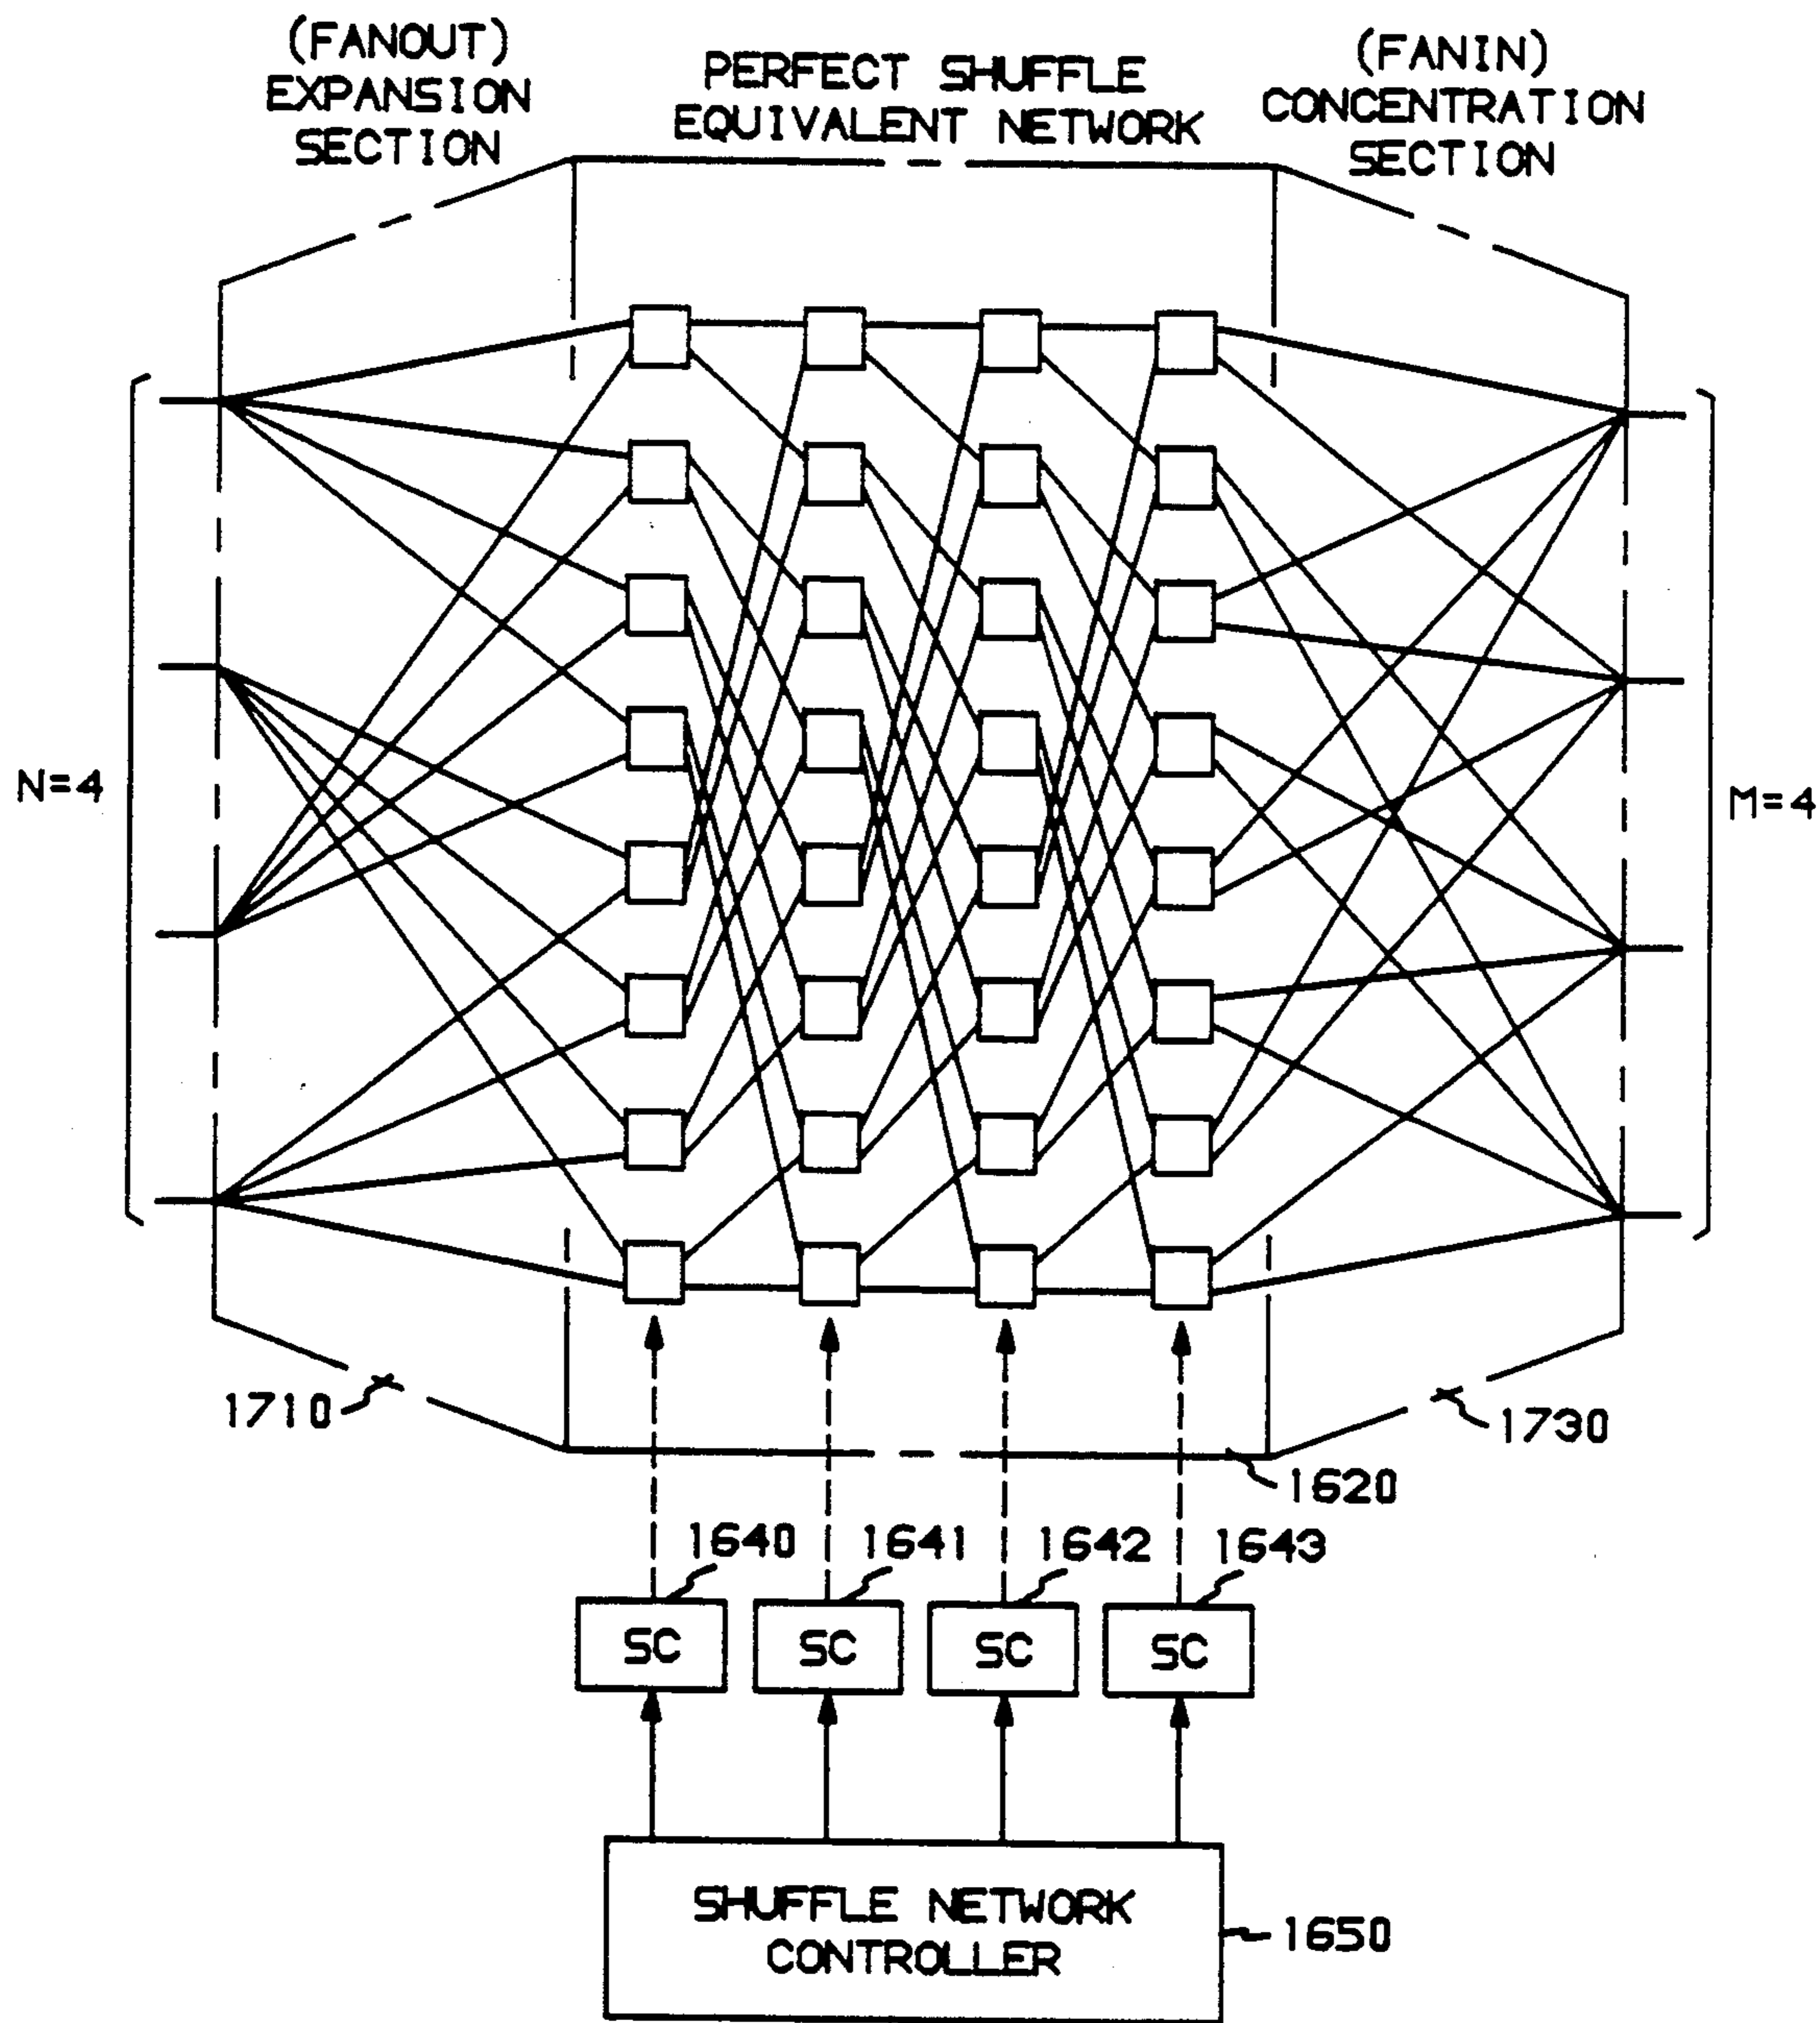 (FANOUT)
EXPANSION
SECTION
PERFECT SHUFFLE
EQUIVALENT NETWORK
(FANIN)
CONCENTRATION
SECTION
N=4
M=4
1710
1730
1620
1640
1641
1642
1643
SC
SC
SC
SC
SHUFFLE NETWORK
CONTROLLER
1650